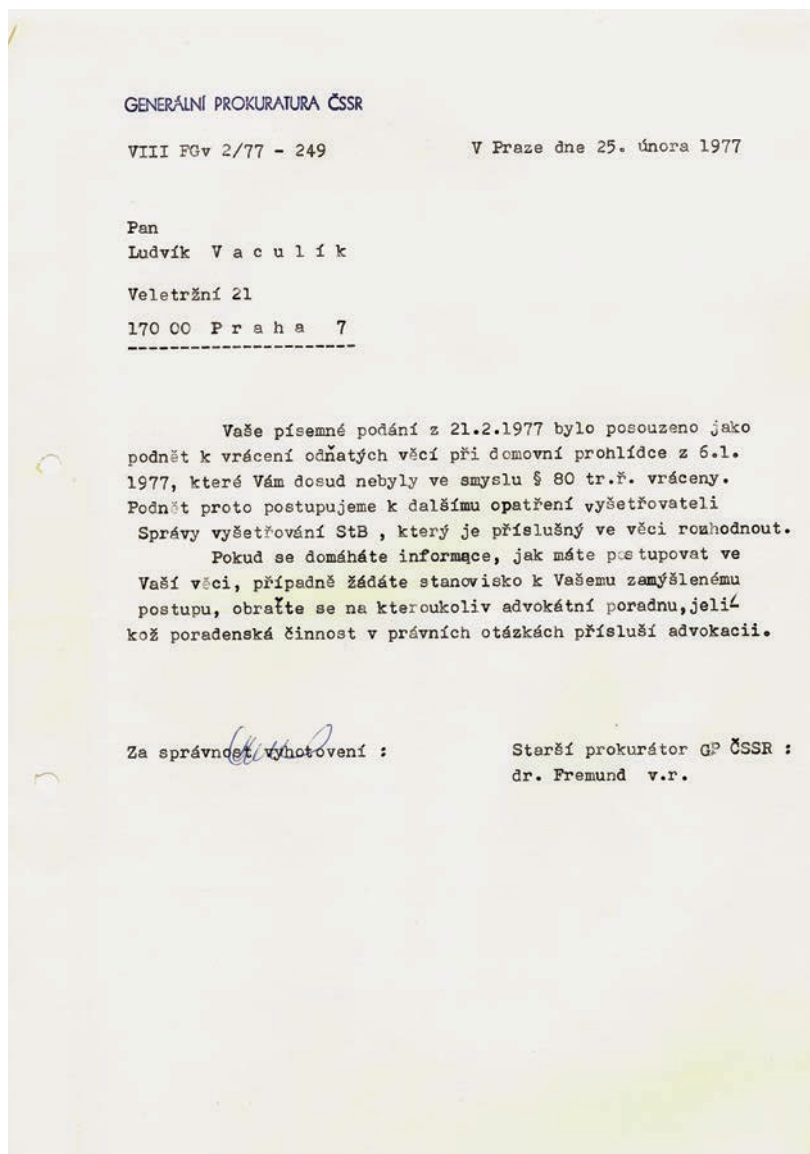 GENERÁLNÍ PROKURATURA ČSSR
VIII FGv 2/77 - 249 V Praze dne 25. února 1977
Pan
Ludvík V a c u l í k
Veletržní 21
170 00 P r a h a 7
----------------------
Vaše písemné podání z 21.2.1977 bylo posouzeno jako
podnět k vrácení odňatých věcí při domovní prohlídce z 6.1.
1977, které Vám dosud nebyly ve smyslu § 80 tr.ř. vráceny.
Podnět proto postupujeme k dalšímu opatření vyšetřovateli
Správy vyšetřování StB , který je příslušný ve věci rozhodnout.
Pokud se domáháte informace, jak máte postupovat ve
Vaší věci, případně žádáte stanovisko k Vašemu zamýšlenému
postupu, obraťte se na kteroukoliv advokátní poradnu,jeli-
kož poradenská činnost v právních otázkách přísluší advokacii.
Za správnost vyhotovení : Starší prokurátor GP ČSSR :
dr. Fremund v.r.